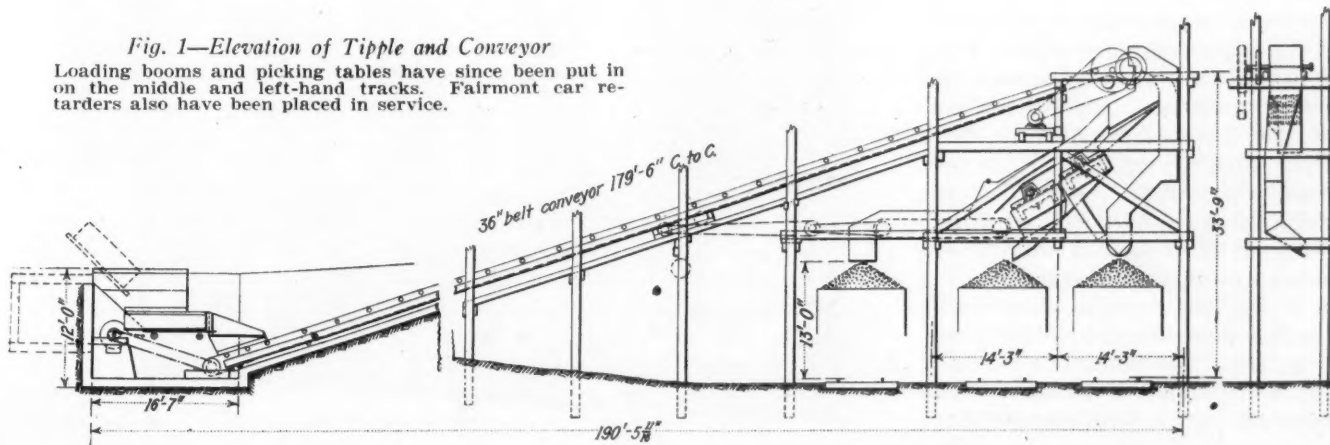 Fig. 1—Elevation of Tipple and Conveyor
Loading booms and picking tables have since been put in
on the middle and left-hand tracks. Fairmont car re-
tarders also have been placed in service.
36" belt conveyor 179'-6" C. to C.
12'-0"
13'-0"
33'-9"
14'-3"
14'-3"
16'-7"
190'-5 11/16"